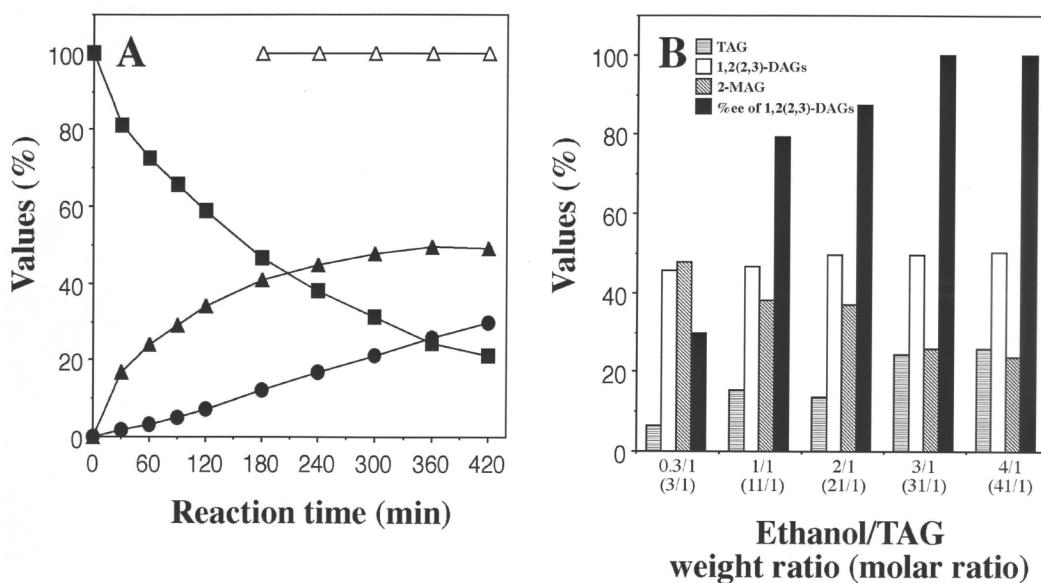 A
Values (%)
100
80
60
40
20
0
0 60 120 180 240 300 360 420
Reaction time (min)
B
TAG
1,2(2,3)-DAGs
2-MAG
%ee of 1,2(2,3)-DAGs
Values (%)
100
80
60
40
20
0
0.3/1 1/1 2/1 3/1 4/1
(3/1) (11/1) (21/1) (31/1) (41/1)
Ethanol/TAG
weight ratio (molar ratio)